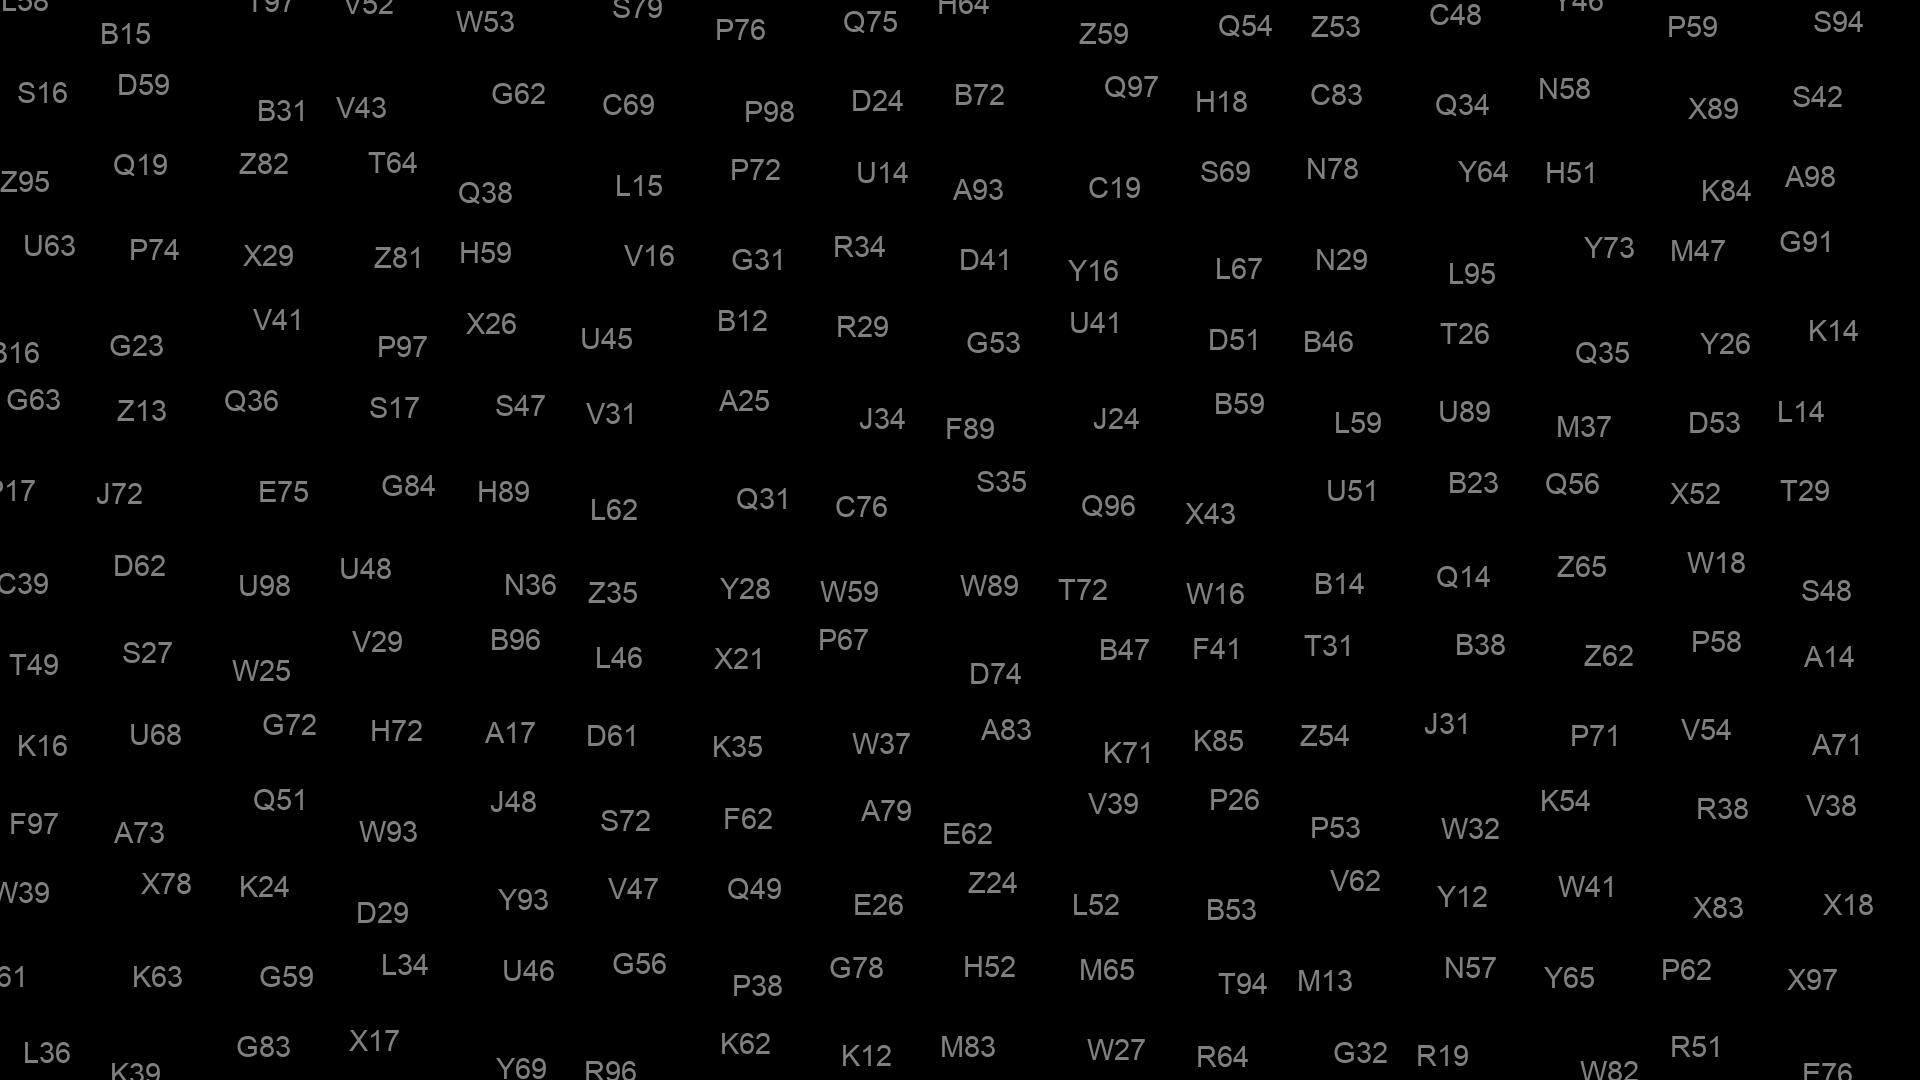 L58 B15 T97 V52 W53 S79 P76 Q75 H64 Z59 Q54 Z53 C48 Y46 P59 S94
S16 D59 B31 V43 G62 C69 P98 D24 B72 Q97 H18 C83 Q34 N58 X89 S42
Z95 Q19 Z82 T64 Q38 L15 P72 U14 A93 C19 S69 N78 Y64 H51 K84 A98
U63 P74 X29 Z81 H59 V16 G31 R34 D41 Y16 L67 N29 L95 Y73 M47 G91
G23 V41 P97 X26 U45 B12 R29 G53 U41 D51 B46 T26 Q35 Y26 K14
G63 Z13 Q36 S17 S47 V31 A25 J34 F89 J24 B59 L59 U89 M37 D53 L14
J72 E75 G84 H89 L62 Q31 C76 S35 Q96 X43 U51 B23 Q56 X52 T29
C39 D62 U98 U48 N36 Z35 Y28 W59 W89 T72 W16 B14 Q14 Z65 W18 S48
T49 S27 W25 V29 B96 L46 X21 P67 D74 B47 F41 T31 B38 Z62 P58 A14
K16 U68 G72 H72 A17 D61 K35 W37 A83 K71 K85 Z54 J31 P71 V54 A71
F97 A73 Q51 W93 J48 S72 F62 A79 E62 V39 P26 P53 W32 K54 R38 V38
W39 X78 K24 D29 Y93 V47 Q49 E26 Z24 L52 B53 V62 Y12 W41 X83 X18
K63 G59 L34 U46 G56 P38 G78 H52 M65 T94 M13 N57 Y65 P62 X97
L36 K39 G83 X17 Y69 R96 K62 K12 M83 W27 R64 G32 R19 W82 R51